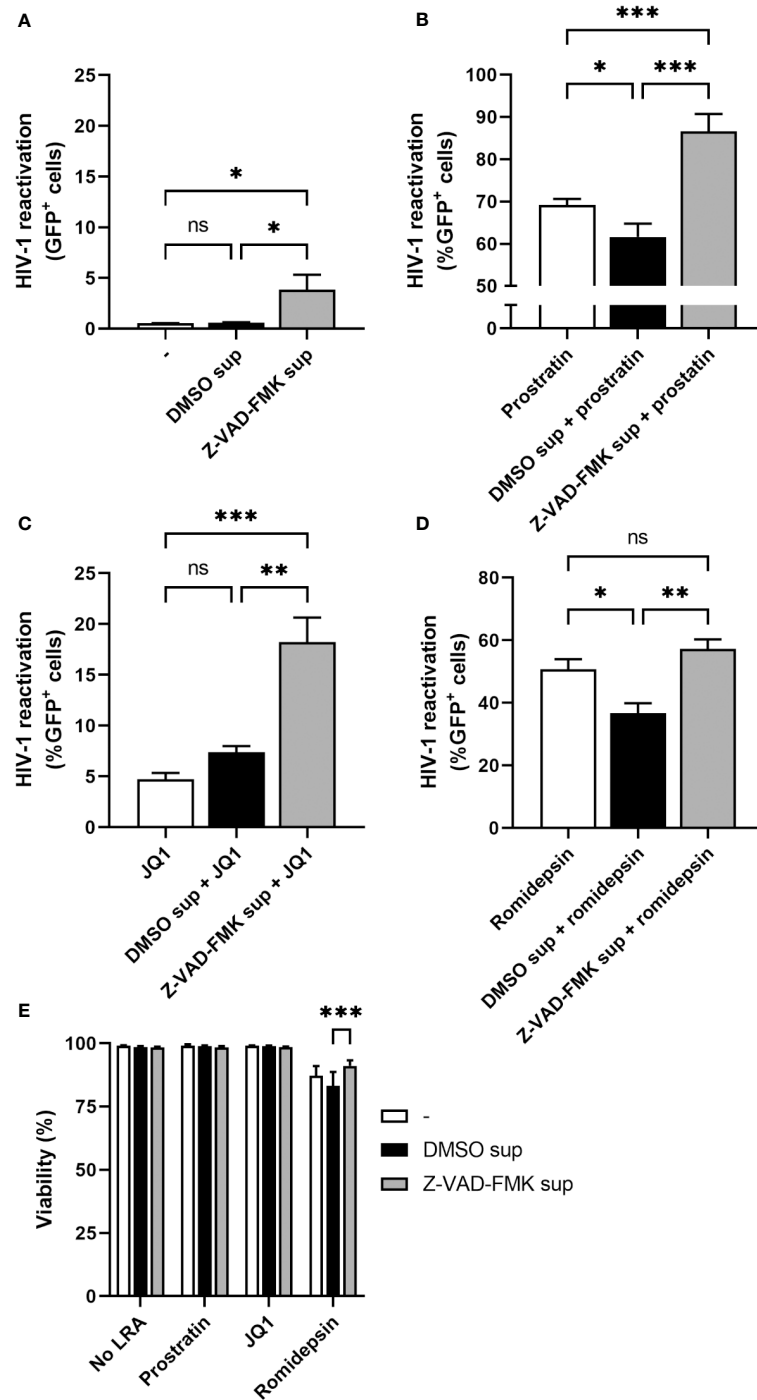 A
HIV-1 reactivation
(GFP⁺ cells)
25
20
15
10
5
0
*
ns
*
-
DMSO sup
Z-VAD-FMK sup
B
HIV-1 reactivation
(%GFP⁺ cells)
100
90
80
70
60
50
0
***
*
***
Prostratin
DMSO sup + prostratin
Z-VAD-FMK sup + prostatin
C
HIV-1 reactivation
(%GFP⁺ cells)
25
20
15
10
5
0
***
ns
**
JQ1
DMSO sup + JQ1
Z-VAD-FMK sup + JQ1
D
HIV-1 reactivation
(%GFP⁺ cells)
80
60
40
20
0
ns
*
**
Romidepsin
DMSO sup + romidepsin
Z-VAD-FMK sup + romidepsin
E
Viability (%)
100
75
50
25
0
***
No LRA
Prostratin
JQ1
Romidepsin
-
DMSO sup
Z-VAD-FMK sup